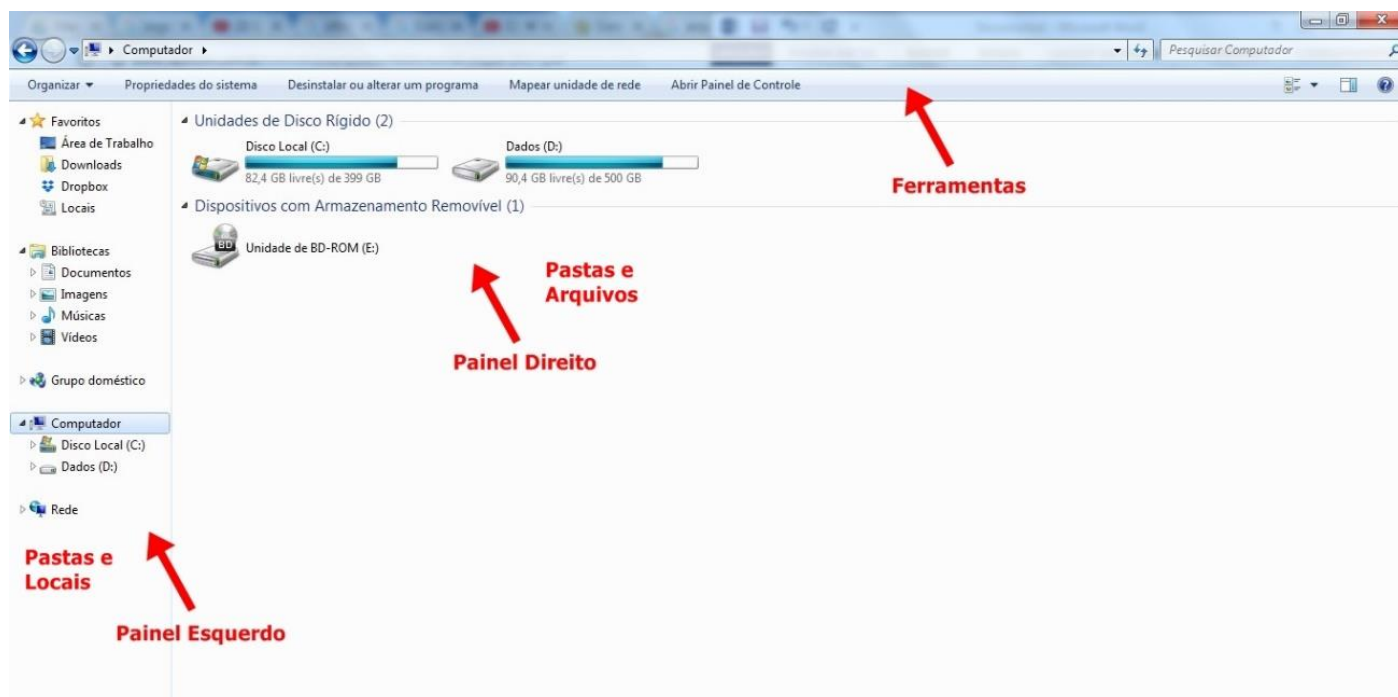 Computador
Pesquisar Computador
Organizar
Propriedades do sistema
Desinstalar ou alterar um programa
Mapear unidade de rede
Abrir Painel de Controle
Favoritos
Área de Trabalho
Downloads
Dropbox
Locais
Bibliotecas
Documentos
Imagens
Músicas
Vídeos
Grupo doméstico
Computador
Disco Local (C:)
Dados (D:)
Rede
Pastas e
Locais
Painel Esquerdo
Unidades de Disco Rígido (2)
Disco Local (C:)
82,4 GB livre(s) de 399 GB
Dados (D:)
90,4 GB livre(s) de 500 GB
Dispositivos com Armazenamento Removível (1)
BD
Unidade de BD-ROM (E:)
Pastas e
Arquivos
Painel Direito
Ferramentas